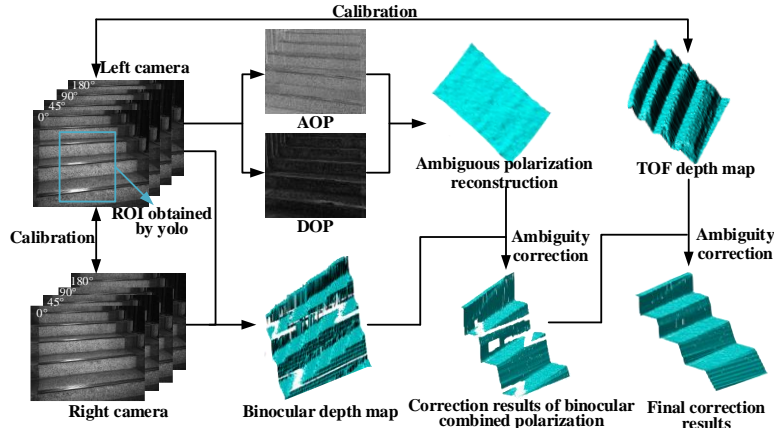 Calibration
Left camera
180°
90°
45°
0°
AOP
DOP
ROI obtained
by yolo
Ambiguous polarization
reconstruction
TOF depth map
Calibration
Ambiguity
correction
Ambiguity
correction
180°
90°
45°
0°
Right camera
Binocular depth map
Correction results of binocular
combined polarization
Final correction
results